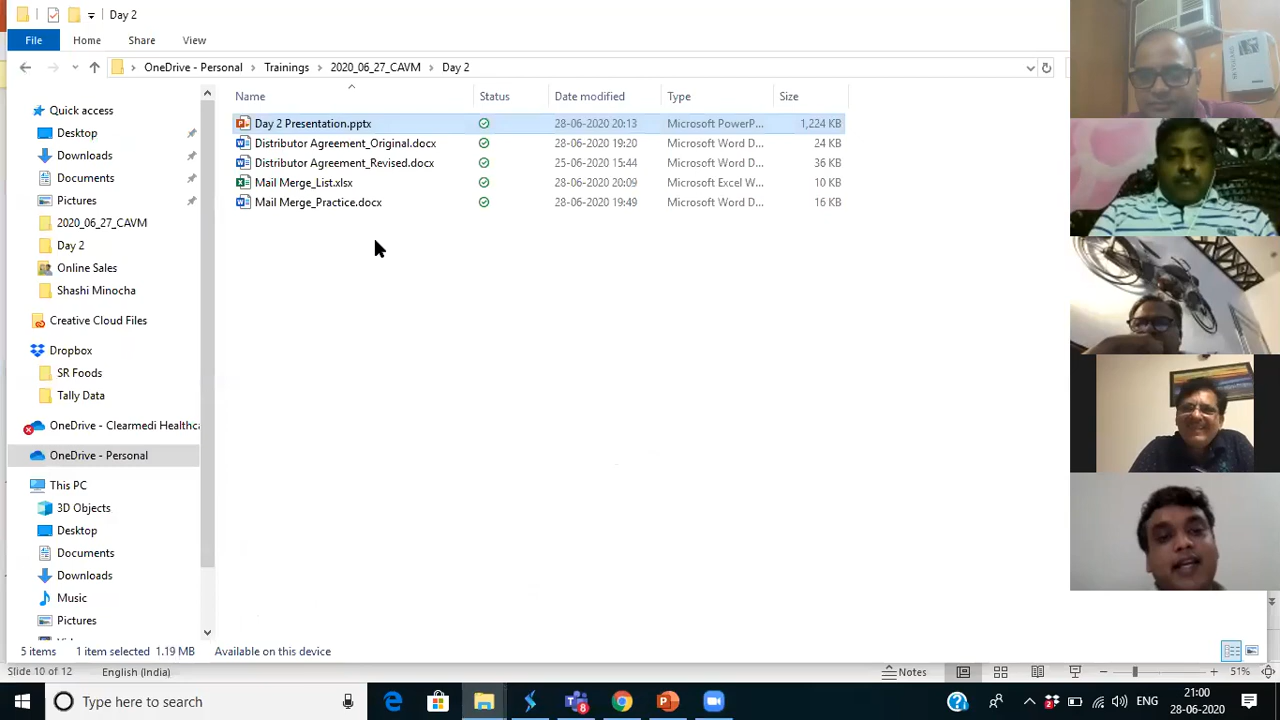 Day 2
File Home Share View
OneDrive - Personal Trainings 2020_06_27_CAVM Day 2
Name Status Date modified Type Size
Quick access
Desktop
Downloads
Documents
Pictures
2020_06_27_CAVM
Day 2
Online Sales
Shashi Minocha
Creative Cloud Files
Dropbox
SR Foods
Tally Data
OneDrive - Clearmedi Healthca
OneDrive - Personal
This PC
3D Objects
Desktop
Documents
Downloads
Music
Pictures
Day 2 Presentation.pptx 28-06-2020 20:13 Microsoft PowerP... 1,224 KB
Distributor Agreement_Original.docx 28-06-2020 19:20 Microsoft Word D... 24 KB
Distributor Agreement_Revised.docx 25-06-2020 15:44 Microsoft Word D... 36 KB
Mail Merge_List.xlsx 28-06-2020 20:09 Microsoft Excel W... 10 KB
Mail Merge_Practice.docx 28-06-2020 19:49 Microsoft Word D... 16 KB
5 items 1 item selected 1.19 MB Available on this device
Slide 10 of 12 English (India) Notes 51%
Type here to search ENG 21:00
28-06-2020